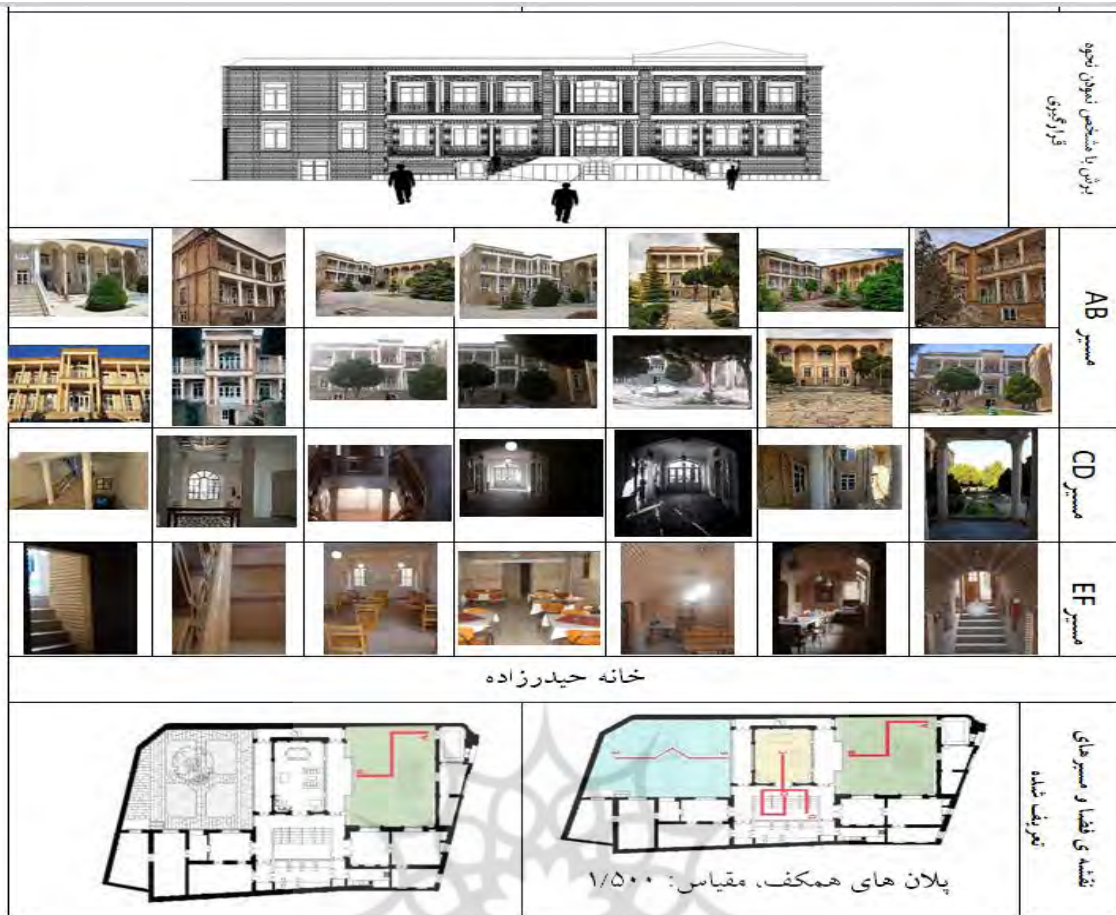 برش با مشخص نمودن نحوه
قرارگیری
مسیر AB
مسیر CD
مسیر EF
خانه حیدرزاده
نقشه ی فضا و مسیرهای
تعریف شده
پلان های همکف، مقیاس: ۱/۵۰۰